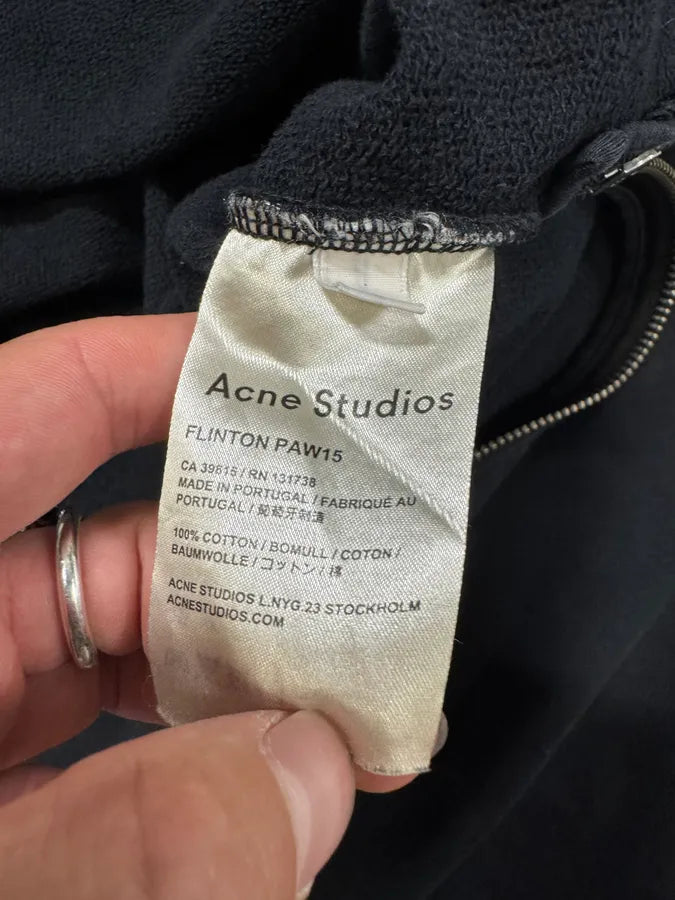 Acne Studios
FLINTON PAW15
CA 39815 / RN 131738
MADE IN PORTUGAL / FABRIQUÉ AU
PORTUGAL / 葡萄牙制造
100% COTTON / BOMULL / COTON /
BAUMWOLLE / コットン / 棉
ACNE STUDIOS L.NYG.23 STOCKHOLM
ACNESTUDIOS.COM